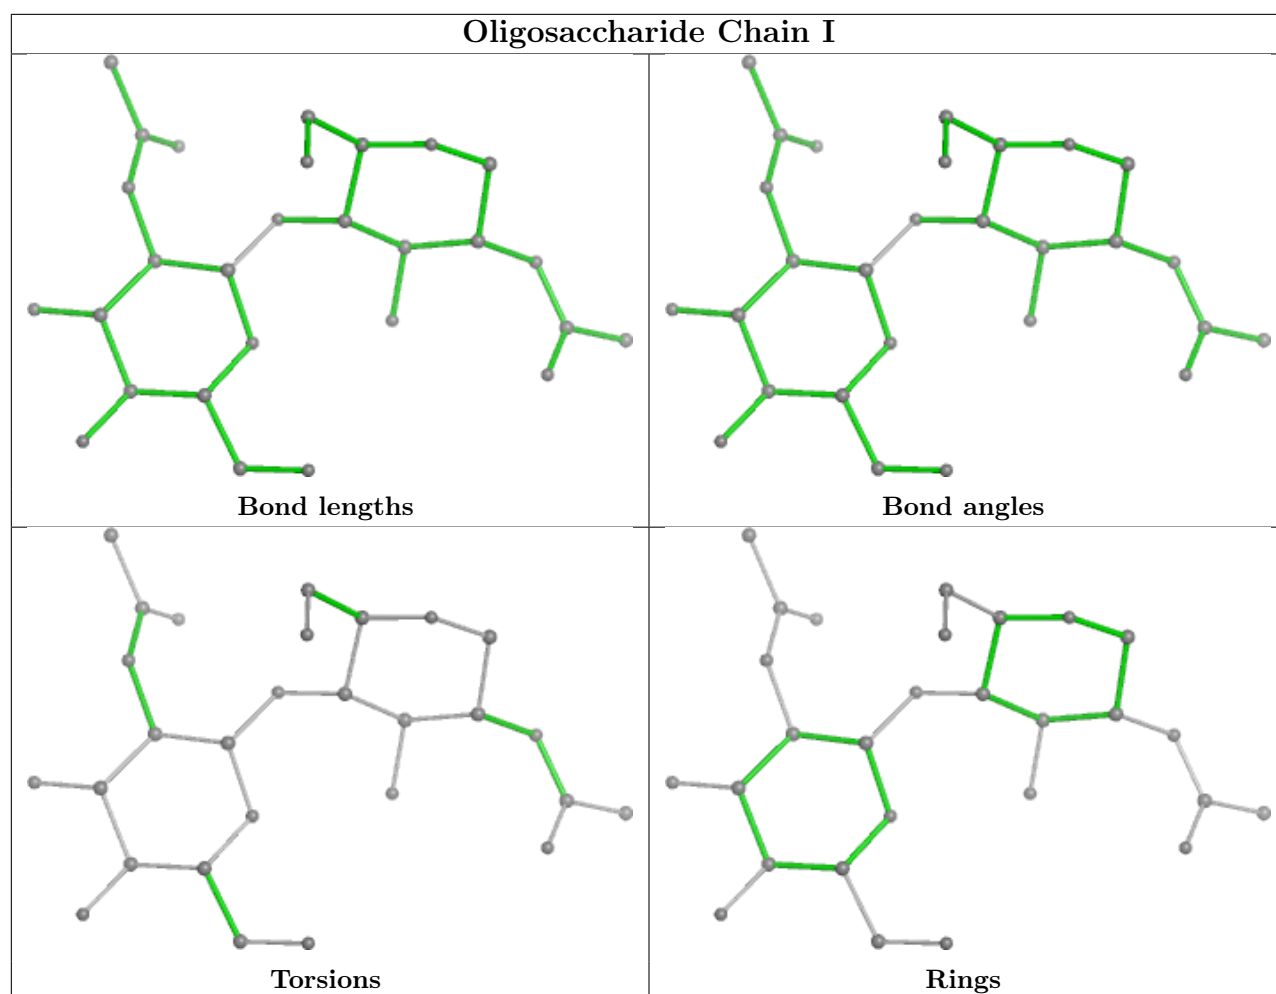 Oligosaccharide Chain I
Bond lengths
Bond angles
Torsions
Rings